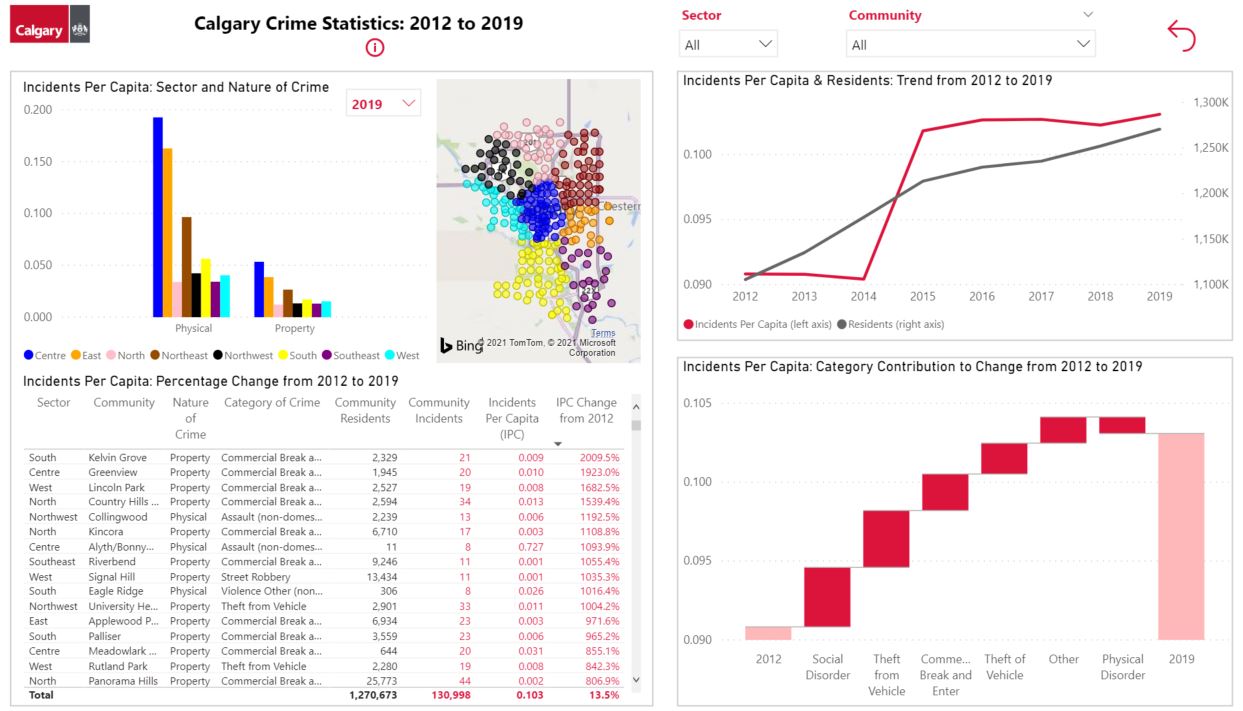 Calgary
Calgary Crime Statistics: 2012 to 2019
i
Sector
Community
All
All
Incidents Per Capita: Sector and Nature of Crime
2019
0.200
0.150
0.100
0.050
0.000
Physical
Property
Centre East North Northeast Northwest South Southeast West
Chesterm
201
22X
Terms
Bing
© 2021 TomTom, © 2021 Microsoft
Corporation
Incidents Per Capita & Residents: Trend from 2012 to 2019
0.100
0.095
0.090
1,300K
1,250K
1,200K
1,150K
1,100K
2012 2013 2014 2015 2016 2017 2018 2019
Incidents Per Capita (left axis) Residents (right axis)
Incidents Per Capita: Percentage Change from 2012 to 2019
Sector Community Nature of Crime Category of Crime Community Residents Community Incidents Incidents Per Capita (IPC) IPC Change from 2012
South Kelvin Grove Property Commercial Break a... 2,329 21 0.009 2009.5%
Centre Greenview Property Commercial Break a... 1,945 20 0.010 1923.0%
West Lincoln Park Property Commercial Break a... 2,527 19 0.008 1682.5%
North Country Hills ... Property Commercial Break a... 2,594 34 0.013 1539.4%
Northwest Collingwood Physical Assault (non-domes... 2,239 13 0.006 1192.5%
North Kincora Property Commercial Break a... 6,710 17 0.003 1108.8%
Centre Alyth/Bonny... Physical Assault (non-domes... 11 8 0.727 1093.9%
Southeast Riverbend Property Commercial Break a... 9,246 11 0.001 1055.4%
West Signal Hill Property Street Robbery 13,434 11 0.001 1035.3%
South Eagle Ridge Physical Violence Other (non... 306 8 0.026 1016.4%
Northwest University He... Property Theft from Vehicle 2,901 33 0.011 1004.2%
East Applewood P... Property Commercial Break a... 6,934 23 0.003 971.6%
South Palliser Property Commercial Break a... 3,559 23 0.006 965.2%
Centre Meadowlark ... Property Commercial Break a... 644 20 0.031 855.1%
West Rutland Park Property Theft from Vehicle 2,280 19 0.008 842.3%
North Panorama Hills Property Commercial Break a... 25,773 44 0.002 806.9%
Total 1,270,673 130,998 0.103 13.5%
Incidents Per Capita: Category Contribution to Change from 2012 to 2019
0.105
0.100
0.095
0.090
2012
Social Disorder
Theft from Vehicle
Comme... Break and Enter
Theft of Vehicle
Other
Physical Disorder
2019